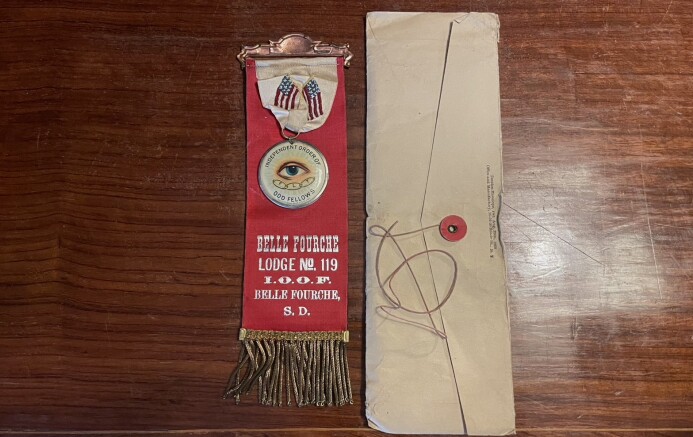 INDEPENDENT ORDER OF
ODD FELLOWS
BELLE FOURCHE
LODGE NO. 119
I.O.O.F.
BELLE FOURCHE,
S. D.